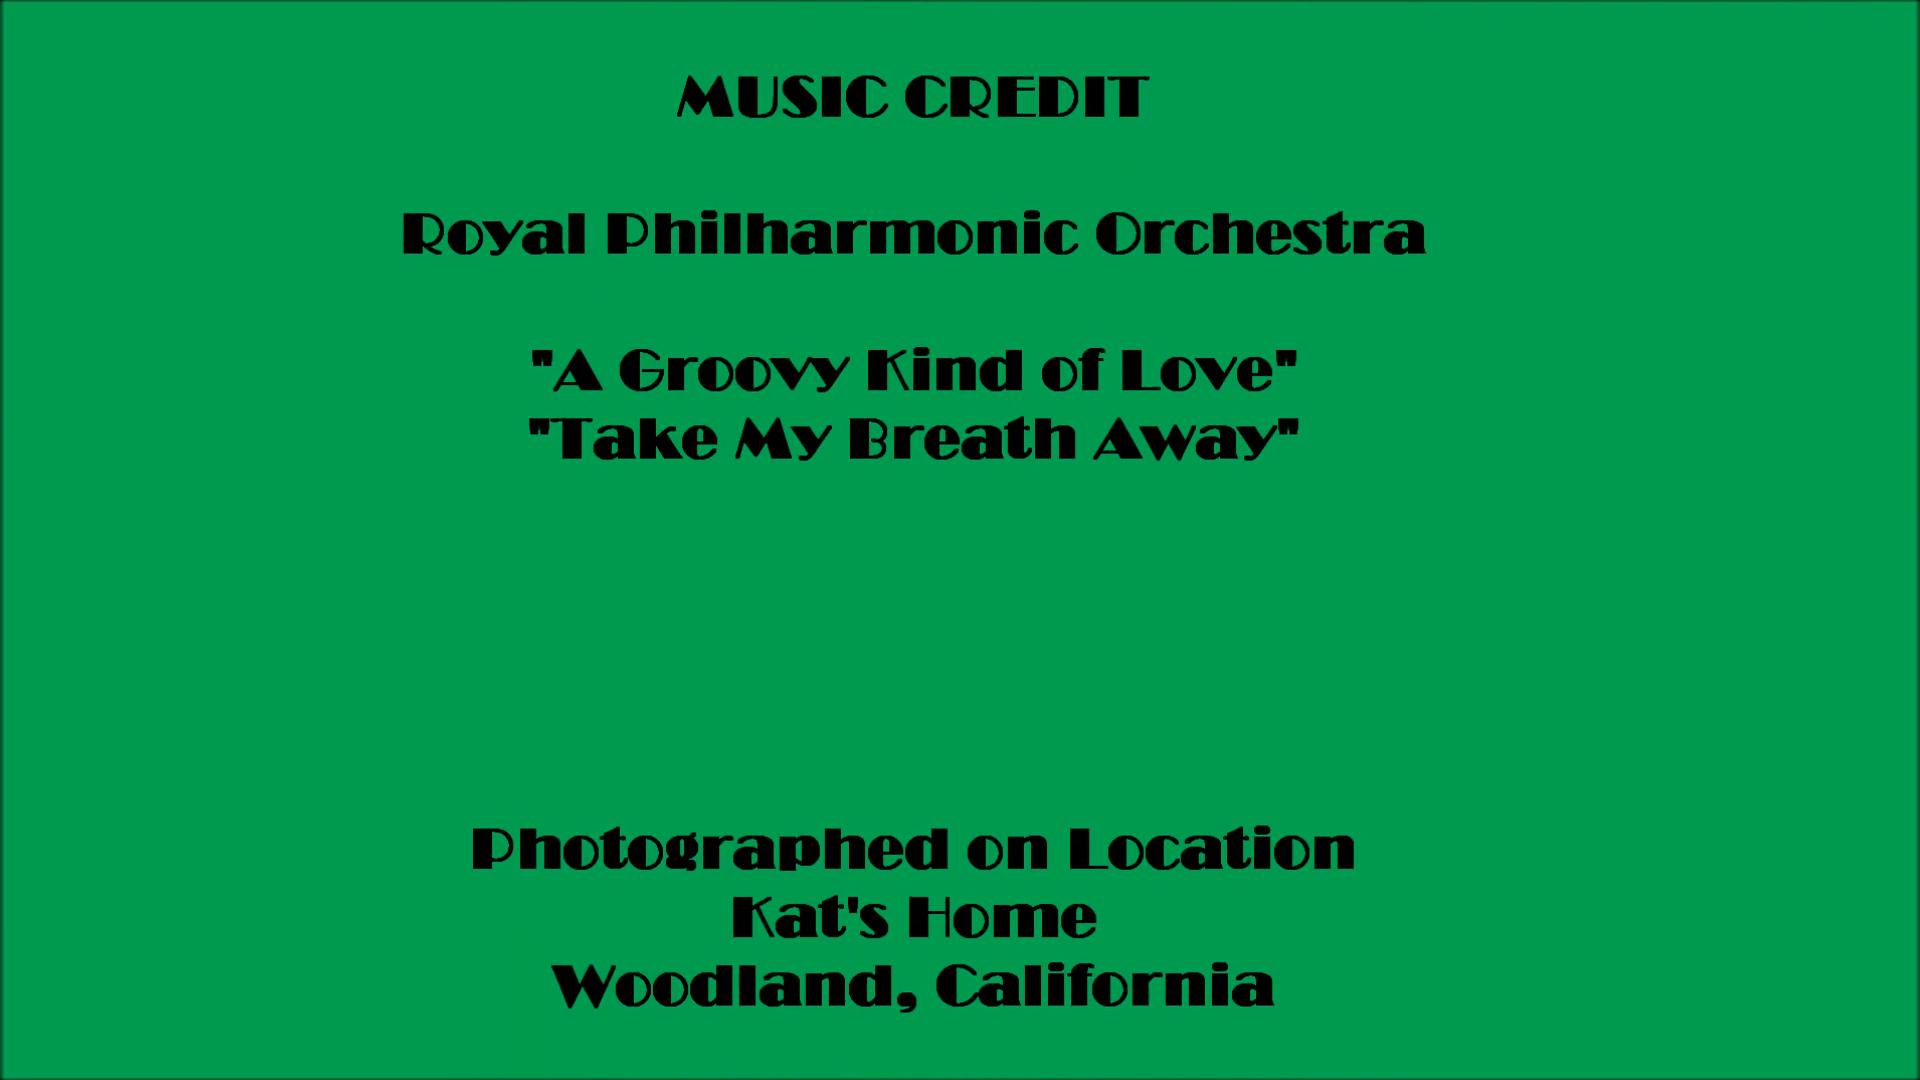 MUSIC CREDIT
Royal Philharmonic Orchestra
"A Groovy Kind of Love"
"Take My Breath Away"
Photographed on Location
Kat's Home
Woodland, California